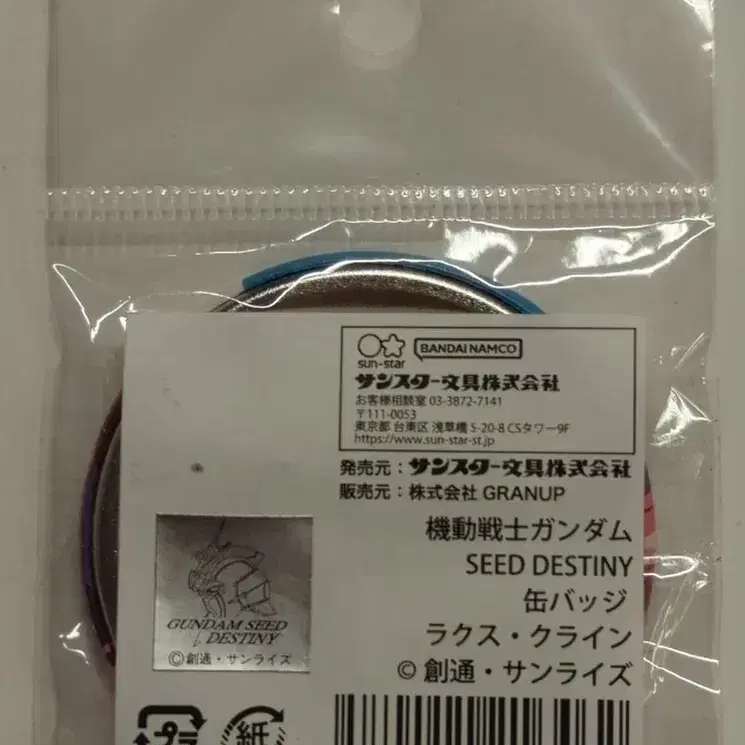 sun-star
BANDAI NAMCO
サンスター文具株式会社
お客様相談室 03-3872-7141
〒111-0053
東京都 台東区 浅草橋 5-20-8 CSタワー9F
https://www.sun-star-st.jp
発売元：サンスター文具株式会社
販売元：株式会社 GRANUP
機動戦士ガンダム
SEED DESTINY
缶バッジ
ラクス・クライン
© 創通・サンライズ
GUNDAM SEED
DESTINY
©創通・サンライズ
プラ
紙